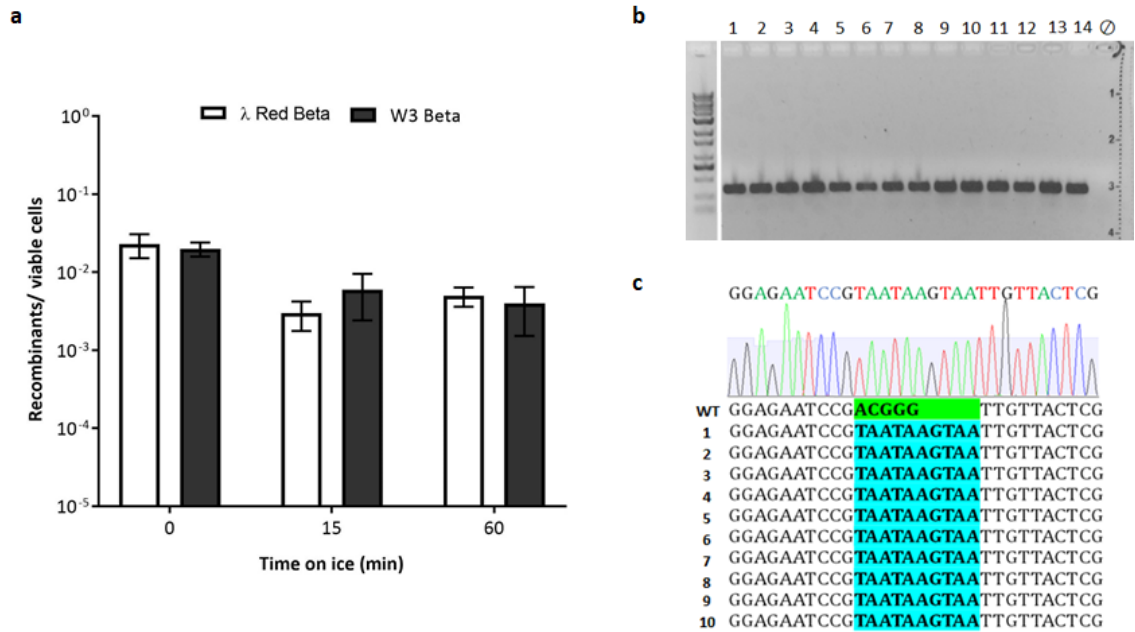 a
λ Red Beta
W3 Beta
10⁰
10⁻¹
10⁻²
10⁻³
10⁻⁴
10⁻⁵
Recombinants/ viable cells
0 15 60
Time on ice (min)
b
1 2 3 4 5 6 7 8 9 10 11 12 13 14 ∅
1
2
3
4
c
GGAGAATCCGTAATAAGTAATTGTTACTCG
WT GGAGAATCCGACGGG TTGTTACTCG
1 GGAGAATCCGTAATAAGTAATTGTTACTCG
2 GGAGAATCCGTAATAAGTAATTGTTACTCG
3 GGAGAATCCGTAATAAGTAATTGTTACTCG
4 GGAGAATCCGTAATAAGTAATTGTTACTCG
5 GGAGAATCCGTAATAAGTAATTGTTACTCG
6 GGAGAATCCGTAATAAGTAATTGTTACTCG
7 GGAGAATCCGTAATAAGTAATTGTTACTCG
8 GGAGAATCCGTAATAAGTAATTGTTACTCG
9 GGAGAATCCGTAATAAGTAATTGTTACTCG
10 GGAGAATCCGTAATAAGTAATTGTTACTCG